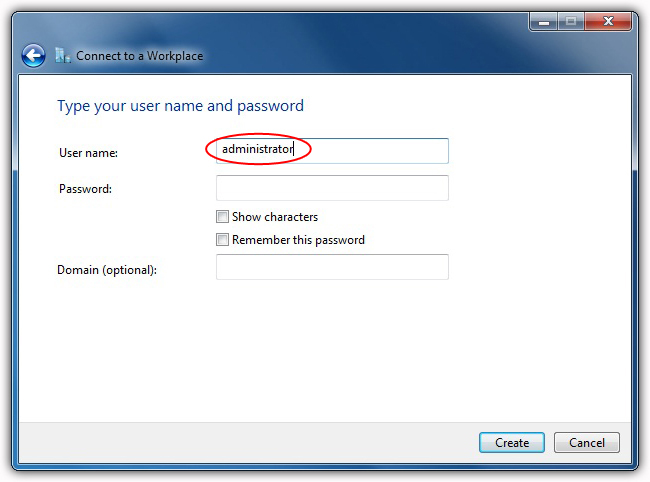 Connect to a Workplace
Type your user name and password
User name:
administrator
Password:
Show characters
Remember this password
Domain (optional):
Create
Cancel